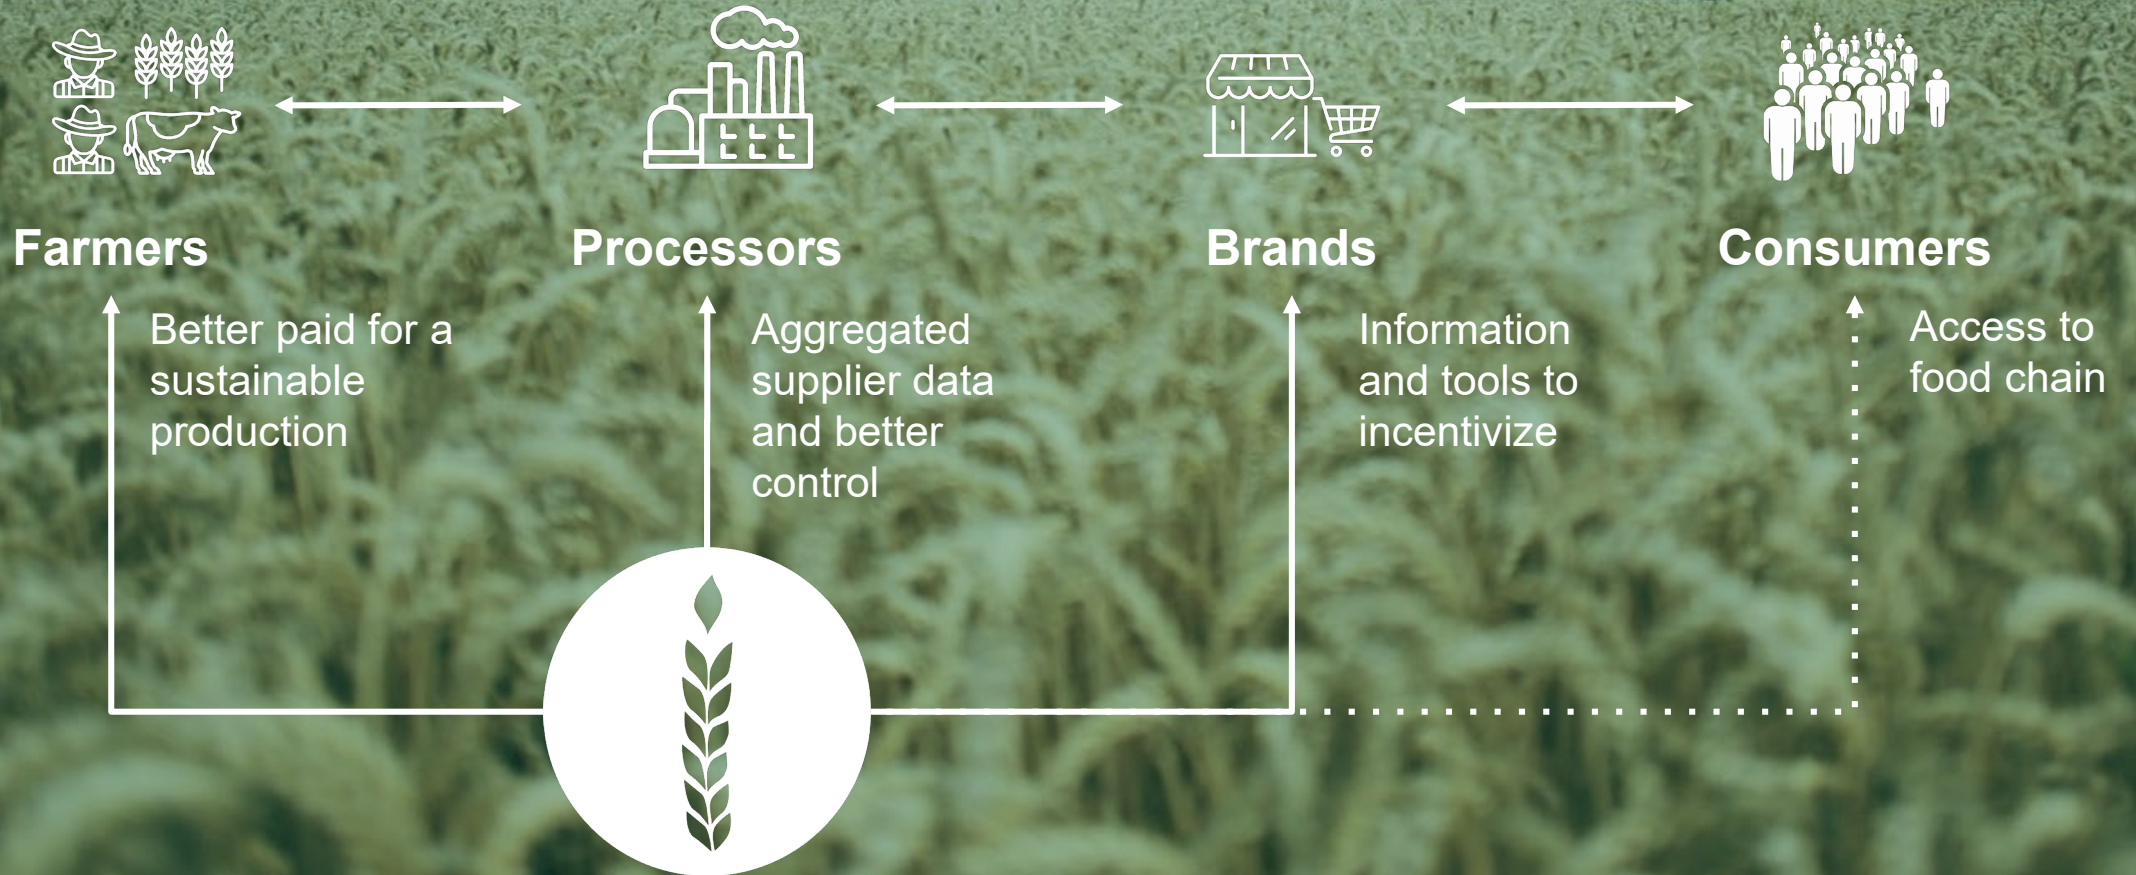 Farmers
Processors
Brands
Consumers
Better paid for a
sustainable
production
Aggregated
supplier data
and better
control
Information
and tools to
incentivize
Access to
food chain